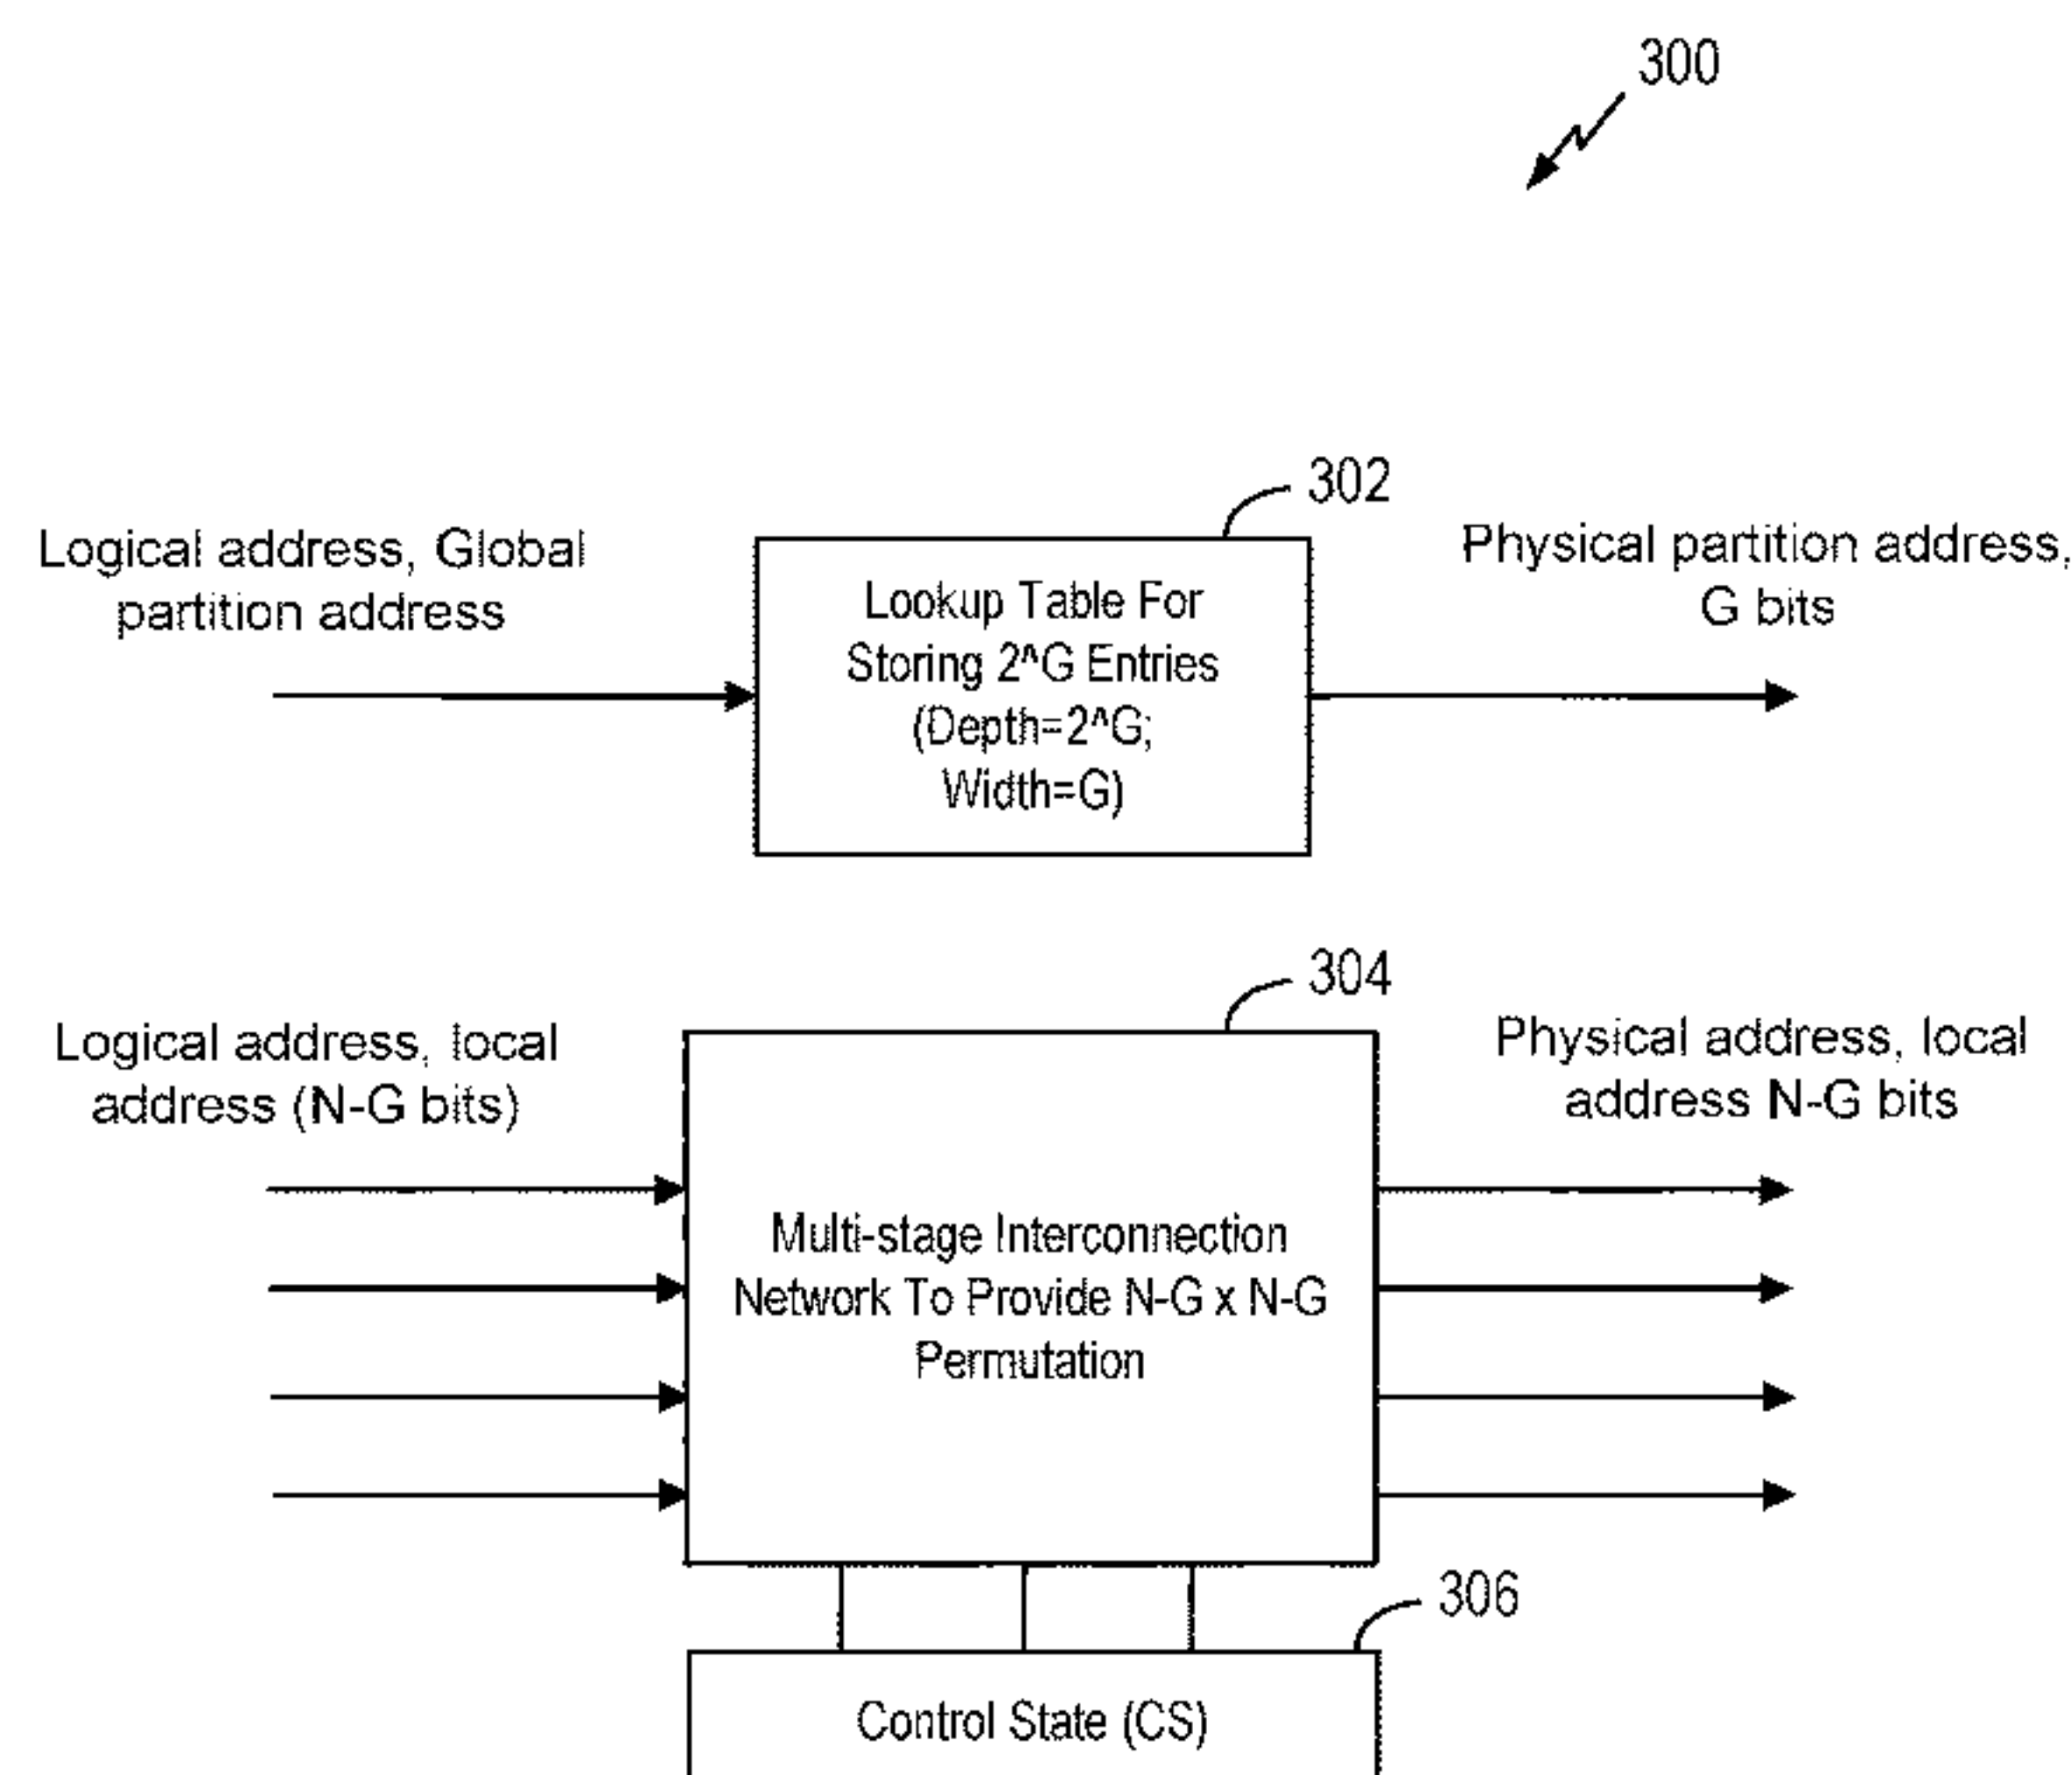 300
302
Logical address, Global
partition address
Lookup Table For
Storing 2^G Entries
(Depth=2^G;
Width=G)
Physical partition address,
G bits
304
Logical address, local
address (N-G bits)
Multi-stage Interconnection
Network To Provide N-G x N-G
Permutation
Physical address, local
address N-G bits
306
Control State (CS)